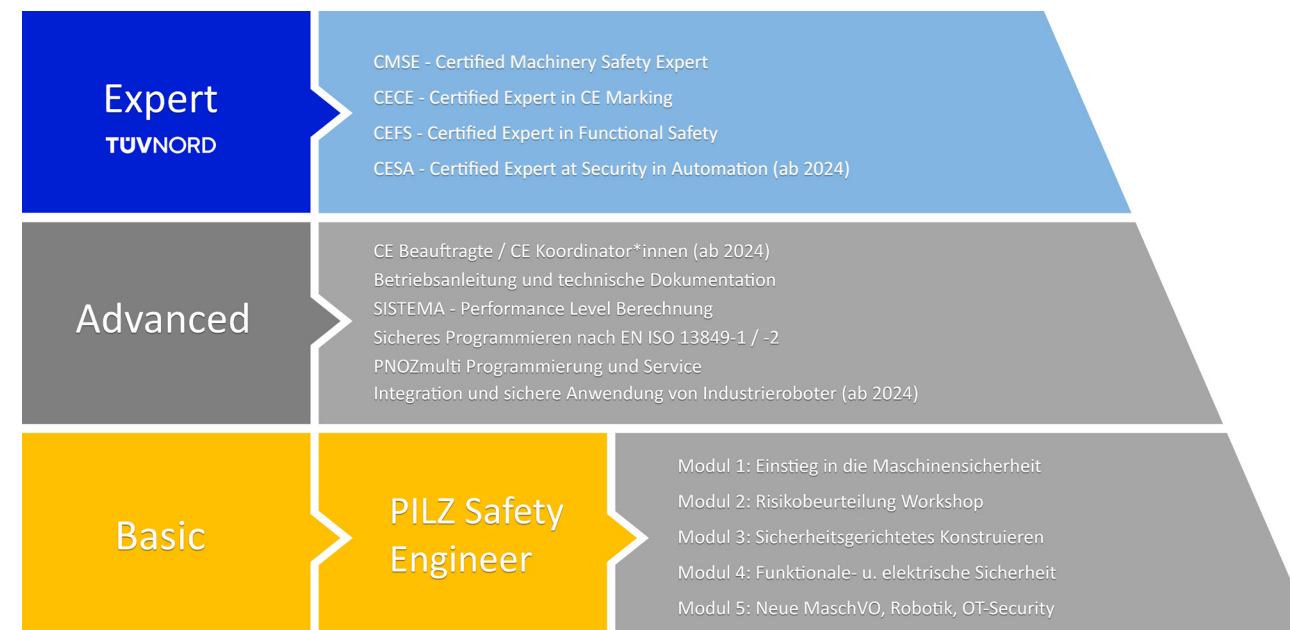 Expert
TÜVNORD
CMSE - Certified Machinery Safety Expert
CECE - Certified Expert in CE Marking
CEFS - Certified Expert in Functional Safety
CESA - Certified Expert at Security in Automation (ab 2024)
Advanced
CE Beauftragte / CE Koordinator*innen (ab 2024)
Betriebsanleitung und technische Dokumentation
SISTEMA - Performance Level Berechnung
Sicheres Programmieren nach EN ISO 13849-1 / -2
PNOZmulti Programmierung und Service
Integration und sichere Anwendung von Industrieroboter (ab 2024)
Basic
PILZ Safety
Engineer
Modul 1: Einstieg in die Maschinensicherheit
Modul 2: Risikobeurteilung Workshop
Modul 3: Sicherheitsgerichtetes Konstruieren
Modul 4: Funktionale- u. elektrische Sicherheit
Modul 5: Neue MaschVO, Robotik, OT-Security